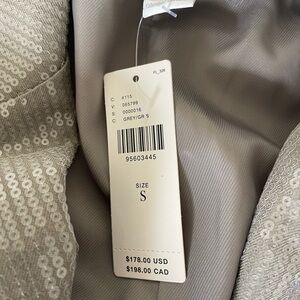 PL_SM
C: 4115
V: 065799
S: 0000016
C: GREY/GR S
95603445
SIZE
S
$178.00 USD
$198.00 CAD